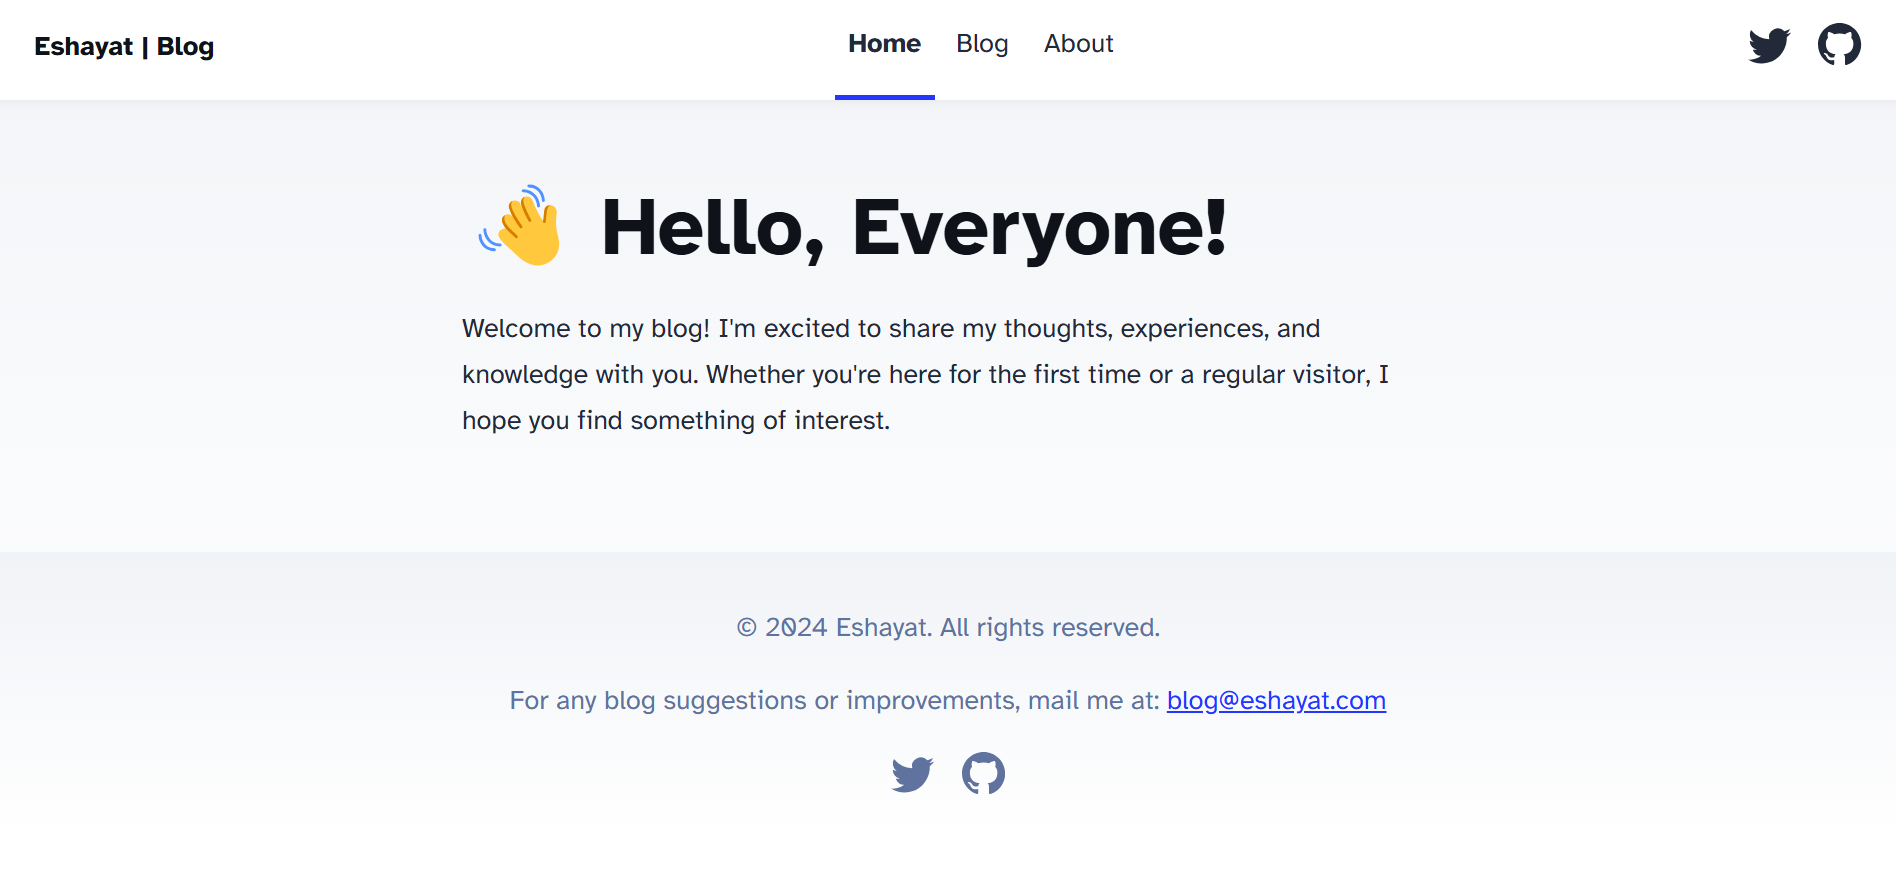 Eshayat | Blog
Home Blog About
👋 Hello, Everyone!
Welcome to my blog! I'm excited to share my thoughts, experiences, and
knowledge with you. Whether you're here for the first time or a regular visitor, I
hope you find something of interest.
© 2024 Eshayat. All rights reserved.
For any blog suggestions or improvements, mail me at: blog@eshayat.com